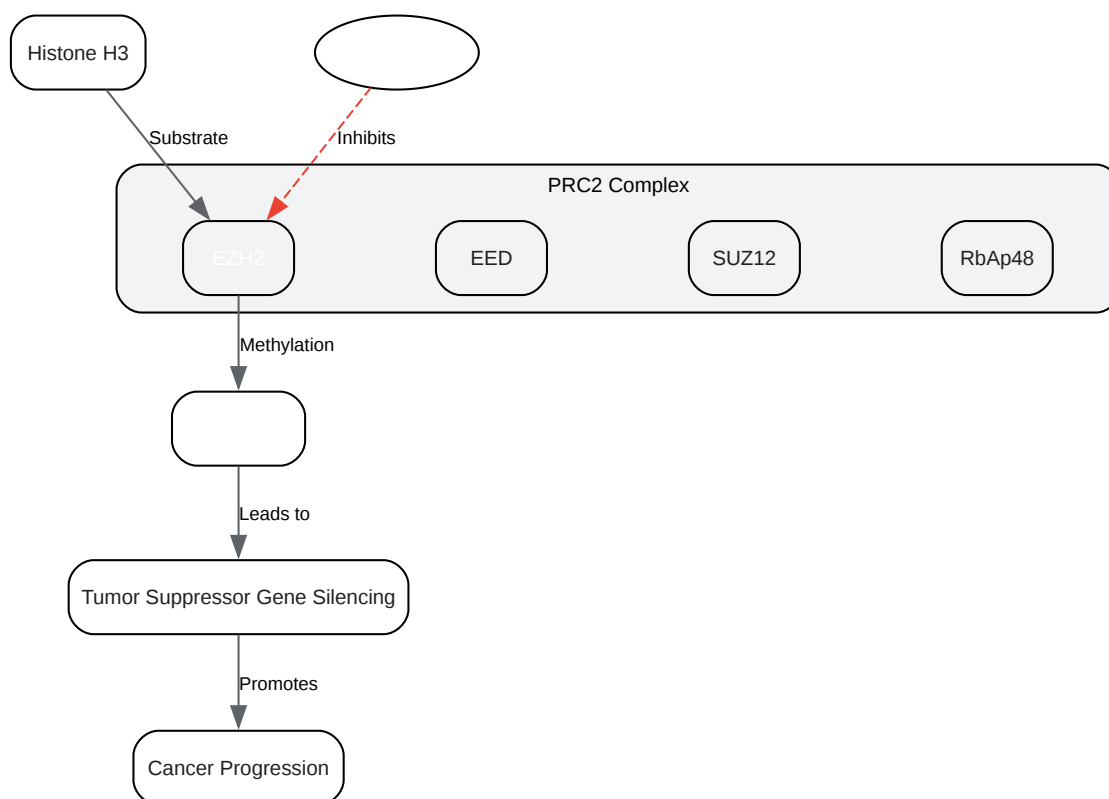 Histone H3
Substrate
Inhibits
PRC2 Complex
EZH2
EED
SUZ12
RbAp48
Methylation
Leads to
Tumor Suppressor Gene Silencing
Promotes
Cancer Progression